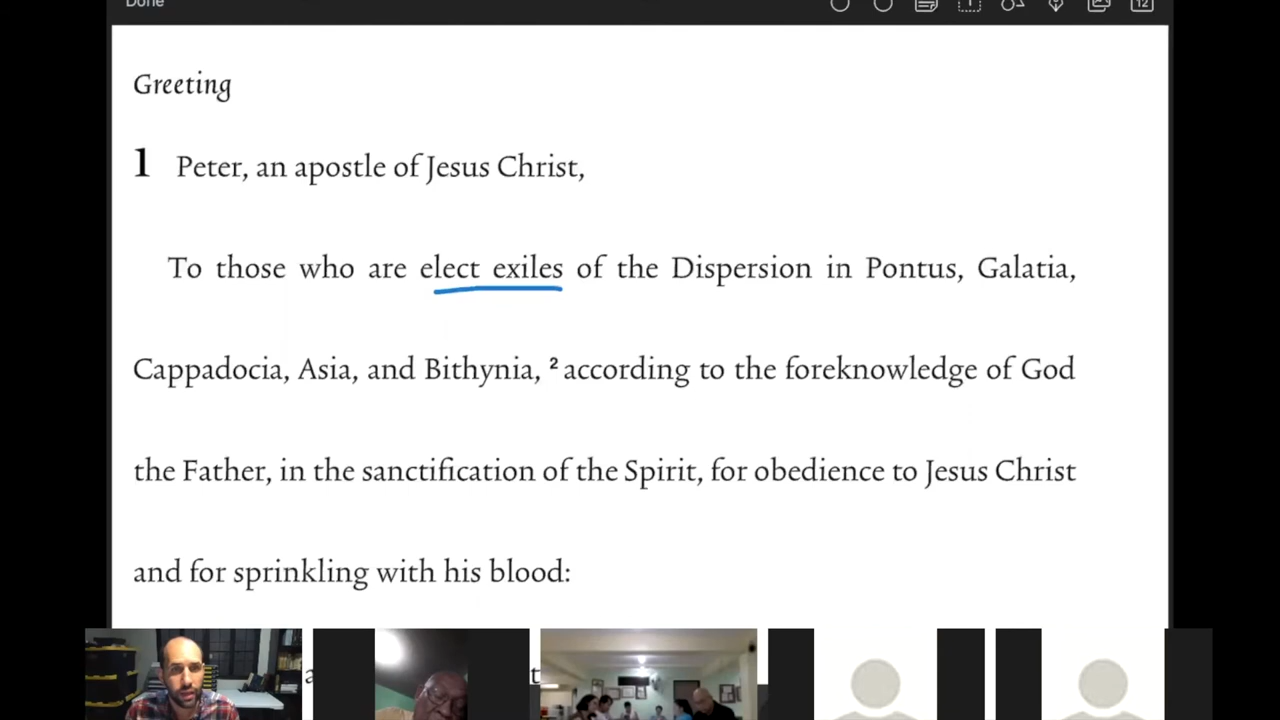 Done
Greeting
1 Peter, an apostle of Jesus Christ,
To those who are elect exiles of the Dispersion in Pontus, Galatia,
Cappadocia, Asia, and Bithynia, ² according to the foreknowledge of God
the Father, in the sanctification of the Spirit, for obedience to Jesus Christ
and for sprinkling with his blood: